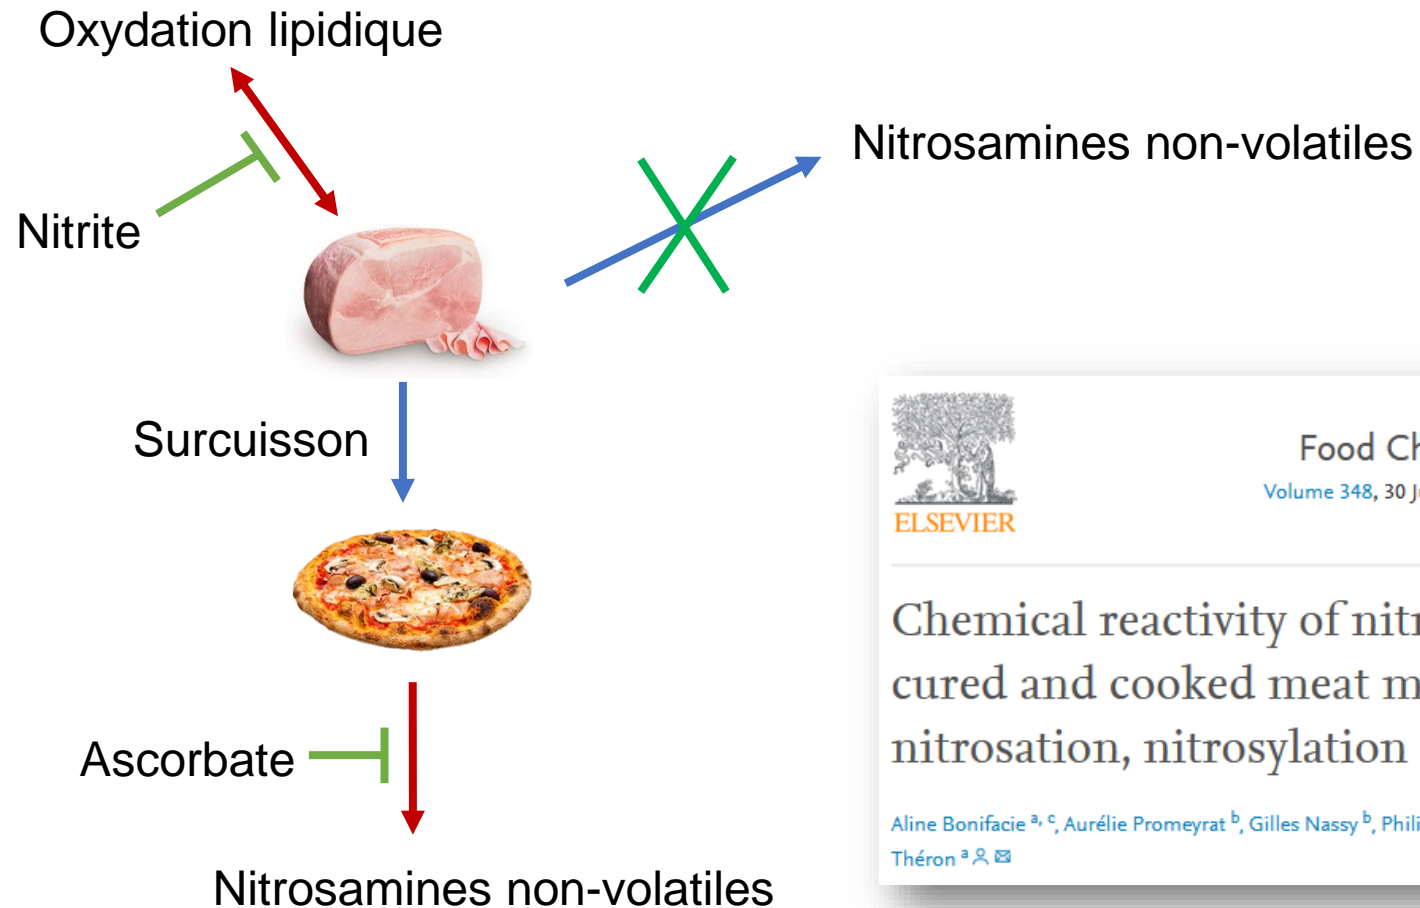 Oxydation lipidique
Nitrosamines non-volatiles
Nitrite
Surcuisson
Ascorbate
Nitrosamines non-volatiles
ELSEVIER
Food
Volume 348, 30
Chemical reactivity of
cured and cooked meat
nitrosation, nitrosylation
Aline Bonifacie a, c, Aurélie Promeyrat b, Gilles Nassy b,
Théron a